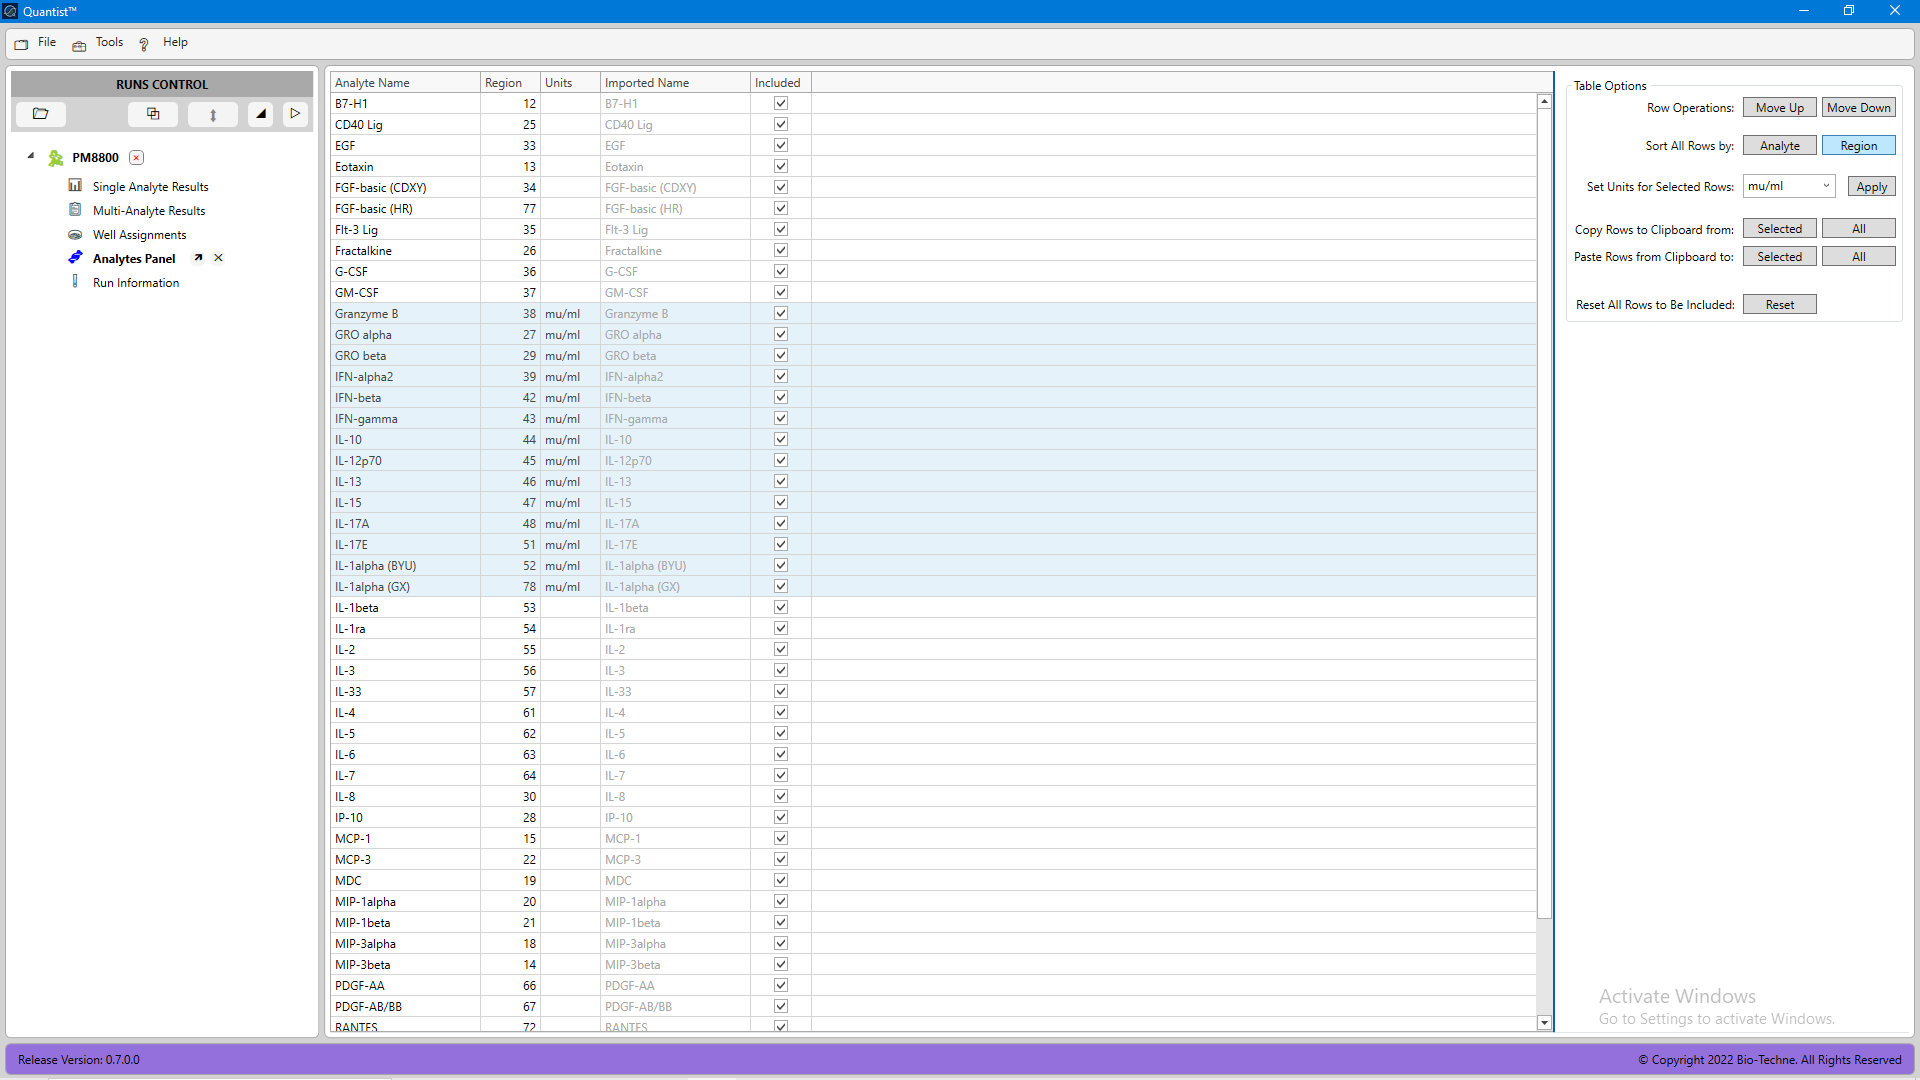 Quantist™
File Tools Help
RUNS CONTROL
PM8800
Single Analyte Results
Multi-Analyte Results
Well Assignments
Analytes Panel
Run Information
Analyte Name Region Units Imported Name Included
B7-H1 12 B7-H1
CD40 Lig 25 CD40 Lig
EGF 33 EGF
Eotaxin 13 Eotaxin
FGF-basic (CDXY) 34 FGF-basic (CDXY)
FGF-basic (HR) 77 FGF-basic (HR)
Flt-3 Lig 35 Flt-3 Lig
Fractalkine 26 Fractalkine
G-CSF 36 G-CSF
GM-CSF 37 GM-CSF
Granzyme B 38 mu/ml Granzyme B
GRO alpha 27 mu/ml GRO alpha
GRO beta 29 mu/ml GRO beta
IFN-alpha2 39 mu/ml IFN-alpha2
IFN-beta 42 mu/ml IFN-beta
IFN-gamma 43 mu/ml IFN-gamma
IL-10 44 mu/ml IL-10
IL-12p70 45 mu/ml IL-12p70
IL-13 46 mu/ml IL-13
IL-15 47 mu/ml IL-15
IL-17A 48 mu/ml IL-17A
IL-17E 51 mu/ml IL-17E
IL-1alpha (BYU) 52 mu/ml IL-1alpha (BYU)
IL-1alpha (GX) 78 mu/ml IL-1alpha (GX)
IL-1beta 53 IL-1beta
IL-1ra 54 IL-1ra
IL-2 55 IL-2
IL-3 56 IL-3
IL-33 57 IL-33
IL-4 61 IL-4
IL-5 62 IL-5
IL-6 63 IL-6
IL-7 64 IL-7
IL-8 30 IL-8
IP-10 28 IP-10
MCP-1 15 MCP-1
MCP-3 22 MCP-3
MDC 19 MDC
MIP-1alpha 20 MIP-1alpha
MIP-1beta 21 MIP-1beta
MIP-3alpha 18 MIP-3alpha
MIP-3beta 14 MIP-3beta
PDGF-AA 66 PDGF-AA
PDGF-AB/BB 67 PDGF-AB/BB
RANTES 72 RANTES
Table Options
Row Operations: Move Up Move Down
Sort All Rows by: Analyte Region
Set Units for Selected Rows: mu/ml Apply
Copy Rows to Clipboard from: Selected All
Paste Rows from Clipboard to: Selected All
Reset All Rows to Be Included: Reset
Activate Windows
Go to Settings to activate Windows.
Release Version: 0.7.0.0
© Copyright 2022 Bio-Techne. All Rights Reserved